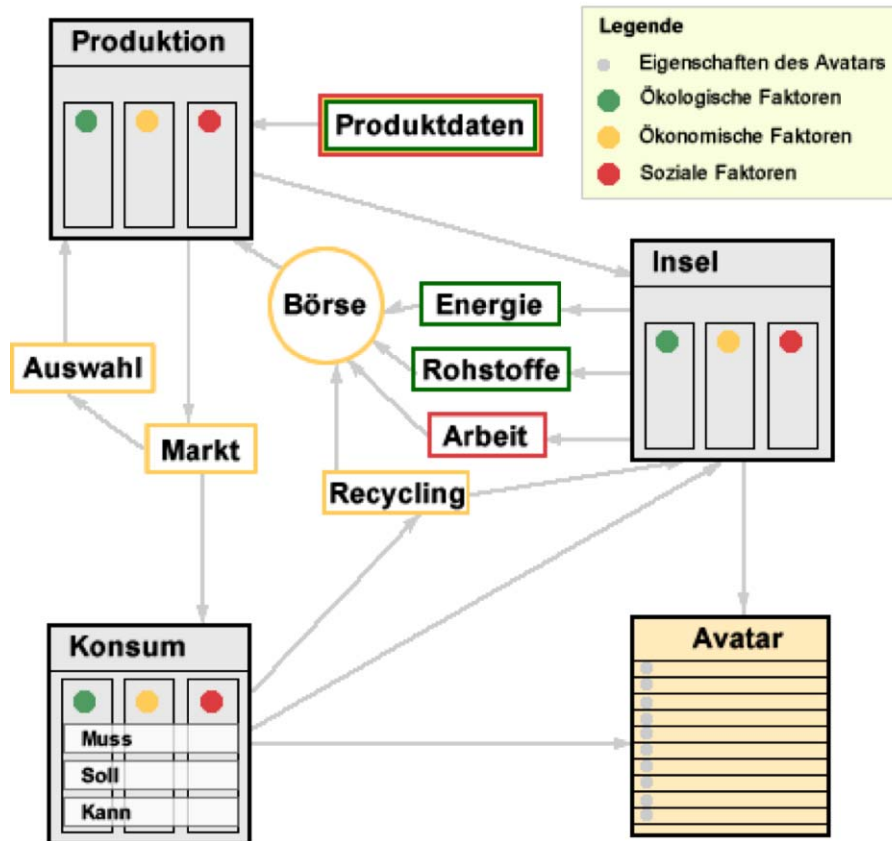 Produktion
Produktdaten
Legende
Eigenschaften des Avatars
Ökologische Faktoren
Ökonomische Faktoren
Soziale Faktoren
Börse
Energie
Rohstoffe
Arbeit
Recycling
Insel
Auswahl
Markt
Konsum
Muss
Soll
Kann
Avatar